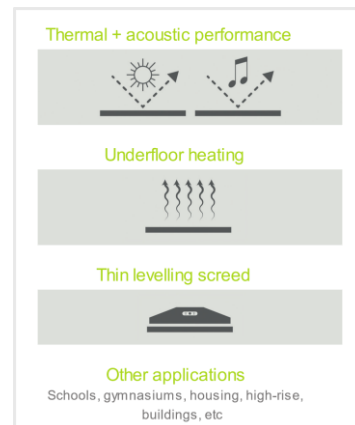 Thermal + acoustic performance
Underfloor heating
Thin levelling screed
Other applications
Schools, gymnasiums, housing, high-rise,
buildings, etc